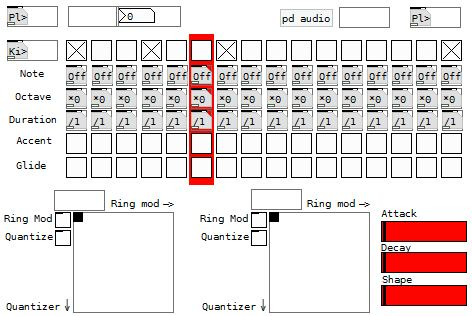 Pl> 0 pd audio Pl>
Ki>
Note Off Off Off Off Off Off Off Off Off Off Off Off Off Off Off Off
Octave *0 *0 *0 *0 *0 *0 *0 *0 *0 *0 *0 *0 *0 *0 *0 *0
Duration /1 /1 /1 /1 /1 /1 /1 /1 /1 /1 /1 /1 /1 /1 /1 /1
Accent
Glide
Ring mod → Ring mod →
Attack
Ring Mod Ring Mod
Quantize Quantize
Decay
Shape
Quantizer ↓ Quantizer ↓